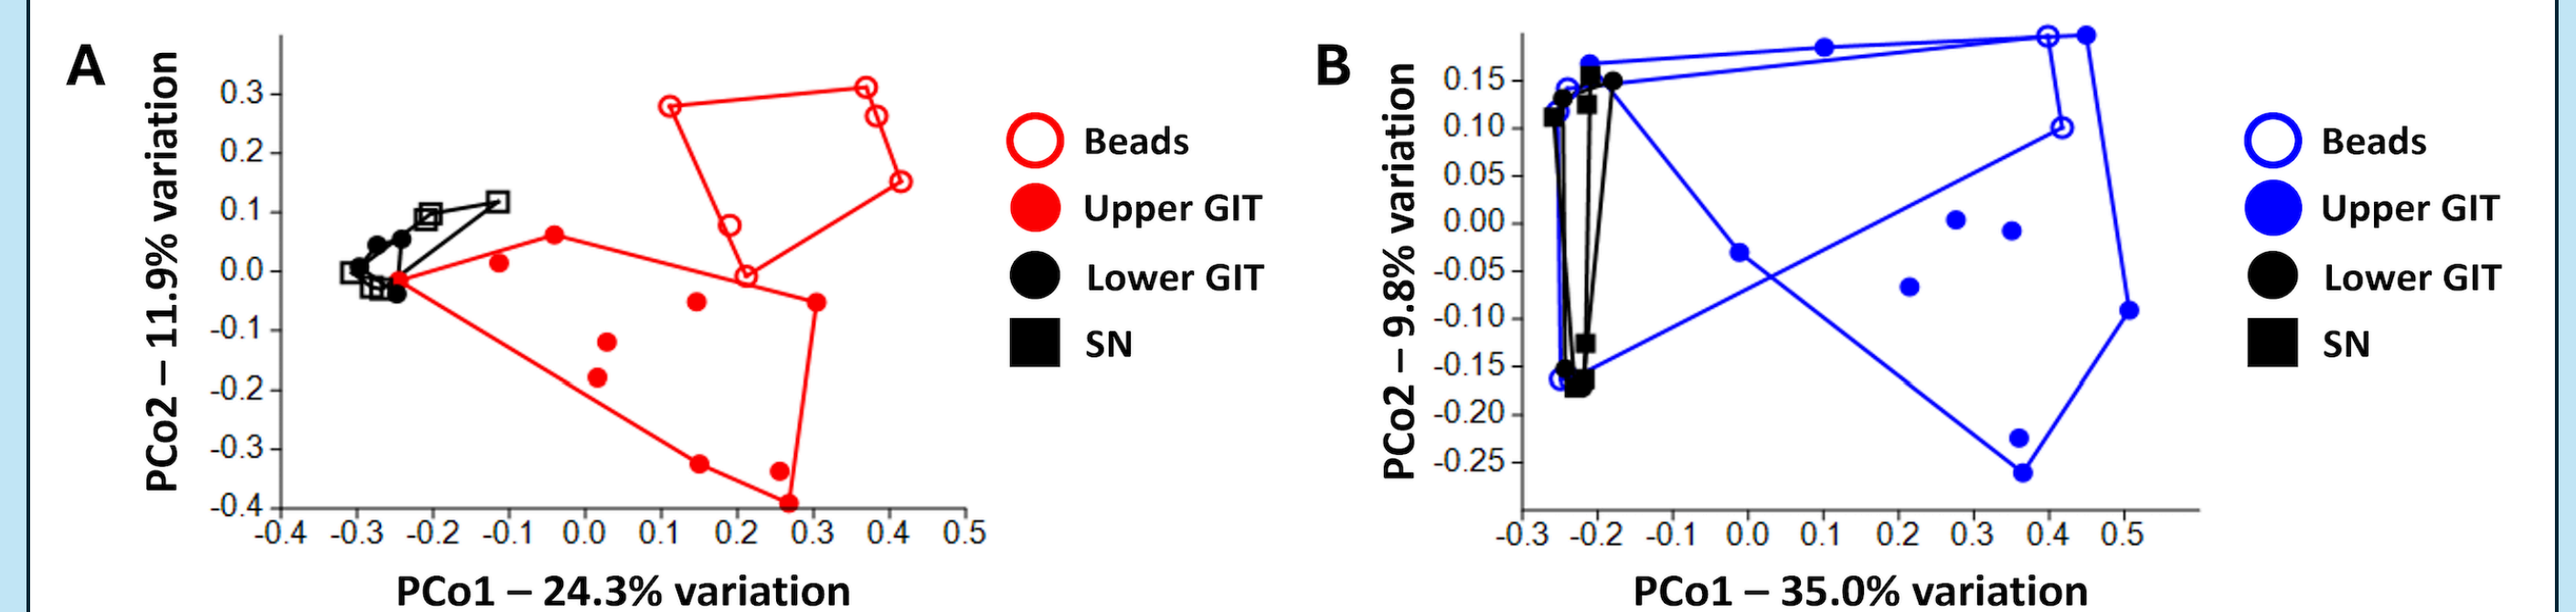 A
PCo2 – 11.9% variation
0.3
0.2
0.1
0.0
-0.1
-0.2
-0.3
-0.4
-0.4 -0.3 -0.2 -0.1 0.0 0.1 0.2 0.3 0.4 0.5
PCo1 – 24.3% variation
Beads
Upper GIT
Lower GIT
SN
B
PCo2 – 9.8% variation
0.15
0.10
0.05
0.00
-0.05
-0.10
-0.15
-0.20
-0.25
-0.3 -0.2 -0.1 0.0 0.1 0.2 0.3 0.4 0.5
PCo1 – 35.0% variation
Beads
Upper GIT
Lower GIT
SN